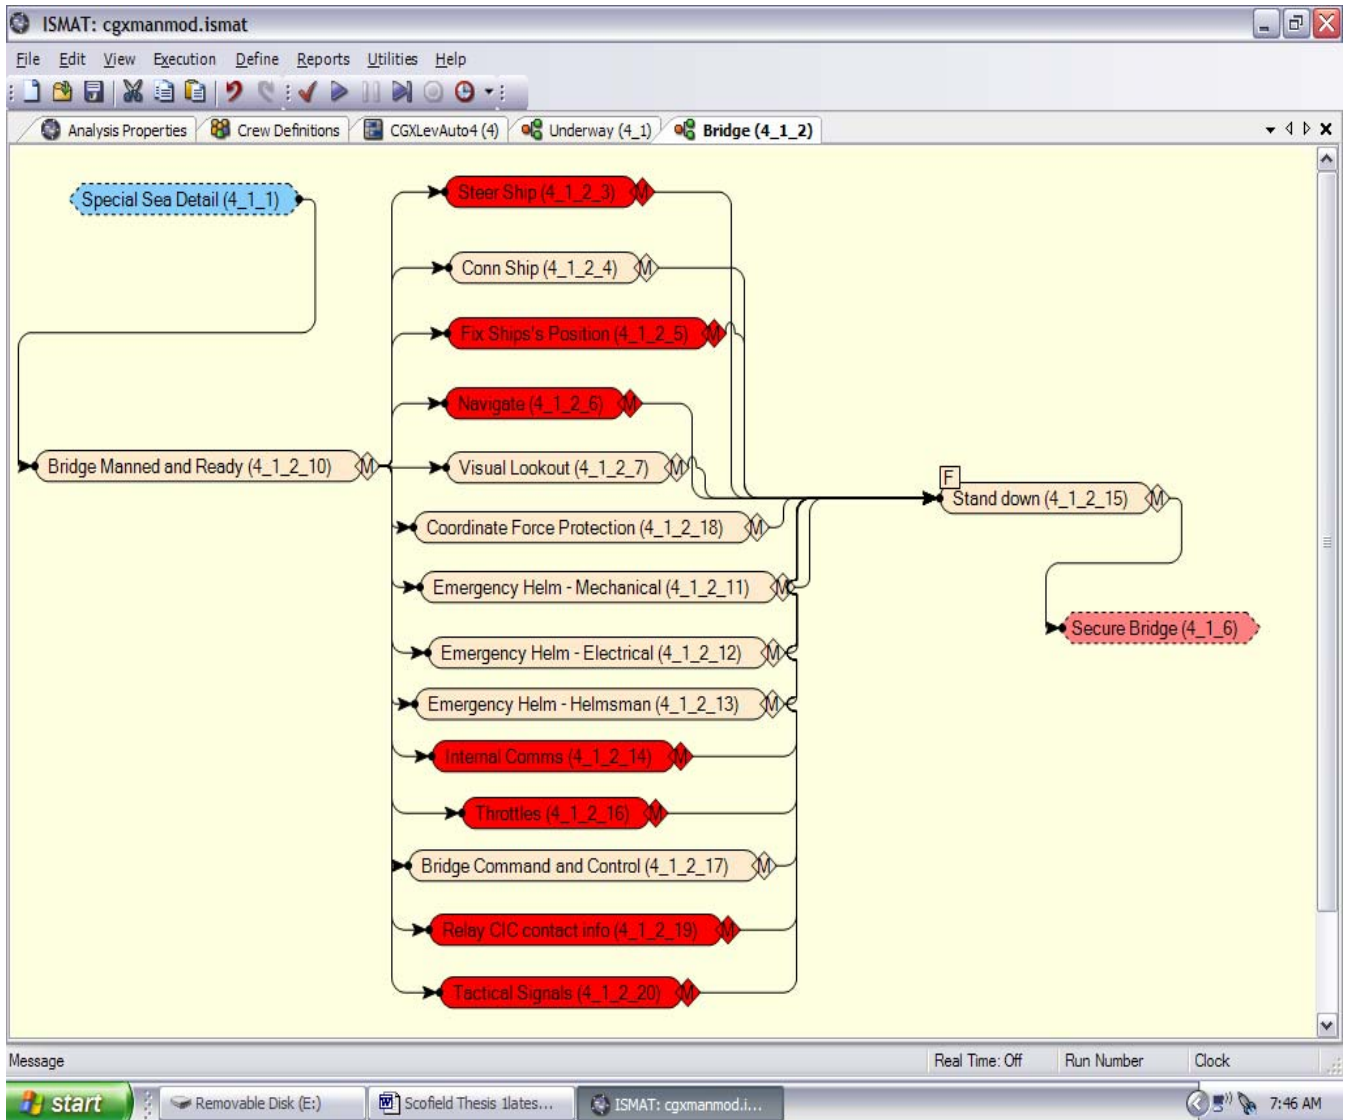 ISMAT: cgxmanmod.ismat
File Edit View Execution Define Reports Utilities Help
Analysis Properties Crew Definitions CGXLevAuto4 (4) Underway (4_1) Bridge (4_1_2)
Special Sea Detail (4_1_1)
Steer Ship (4_1_2_3) M
Conn Ship (4_1_2_4) M
Fix Ships's Position (4_1_2_5) M
Navigate (4_1_2_6) M
Bridge Manned and Ready (4_1_2_10) M
Visual Lookout (4_1_2_7) M
F
Stand down (4_1_2_15) M
Coordinate Force Protection (4_1_2_18) M
Emergency Helm - Mechanical (4_1_2_11) M
Secure Bridge (4_1_6)
Emergency Helm - Electrical (4_1_2_12) M
Emergency Helm - Helmsman (4_1_2_13) M
Internal Comms (4_1_2_14) M
Throttles (4_1_2_16) M
Bridge Command and Control (4_1_2_17) M
Relay CIC contact info (4_1_2_19) M
Tactical Signals (4_1_2_20) M
Message Real Time: Off Run Number Clock
start Removable Disk (E:) Scofield Thesis 1lates... ISMAT: cgxmanmod.i... 7:46 AM